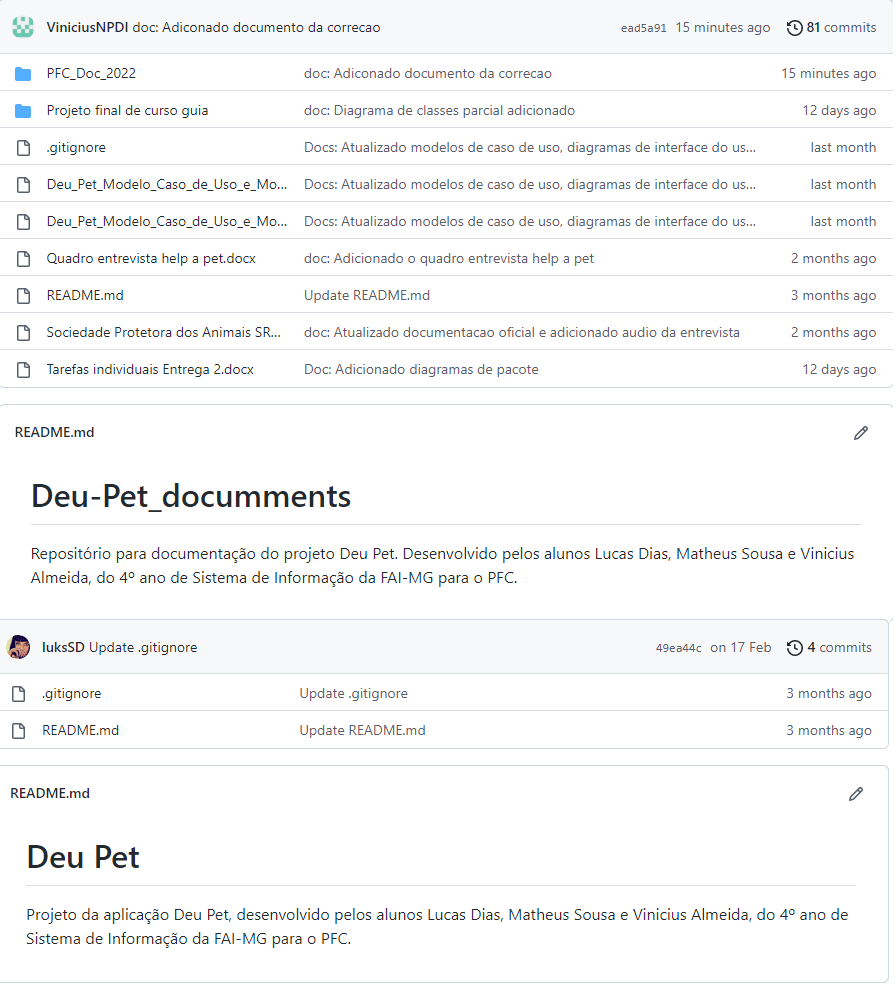 ViniciusNPDI doc: Adiconado documento da correcao ead5a91 15 minutes ago 81 commits
PFC_Doc_2022 doc: Adiconado documento da correcao 15 minutes ago
Projeto final de curso guia doc: Diagrama de classes parcial adicionado 12 days ago
.gitignore Docs: Atualizado modelos de caso de uso, diagramas de interface do us... last month
Deu_Pet_Modelo_Caso_de_Uso_e_Mo... Docs: Atualizado modelos de caso de uso, diagramas de interface do us... last month
Deu_Pet_Modelo_Caso_de_Uso_e_Mo... Docs: Atualizado modelos de caso de uso, diagramas de interface do us... last month
Quadro entrevista help a pet.docx doc: Adicionado o quadro entrevista help a pet 2 months ago
README.md Update README.md 3 months ago
Sociedade Protetora dos Animais SR... doc: Atualizado documentacao oficial e adicionado audio da entrevista 2 months ago
Tarefas individuais Entrega 2.docx Doc: Adicionado diagramas de pacote 12 days ago
README.md
Deu-Pet_documments
Repositório para documentação do projeto Deu Pet. Desenvolvido pelos alunos Lucas Dias, Matheus Sousa e Vinicius
Almeida, do 4º ano de Sistema de Informação da FAI-MG para o PFC.
luksSD Update .gitignore 49ea44c on 17 Feb 4 commits
.gitignore Update .gitignore 3 months ago
README.md Update README.md 3 months ago
README.md
Deu Pet
Projeto da aplicação Deu Pet, desenvolvido pelos alunos Lucas Dias, Matheus Sousa e Vinicius Almeida, do 4º ano de
Sistema de Informação da FAI-MG para o PFC.